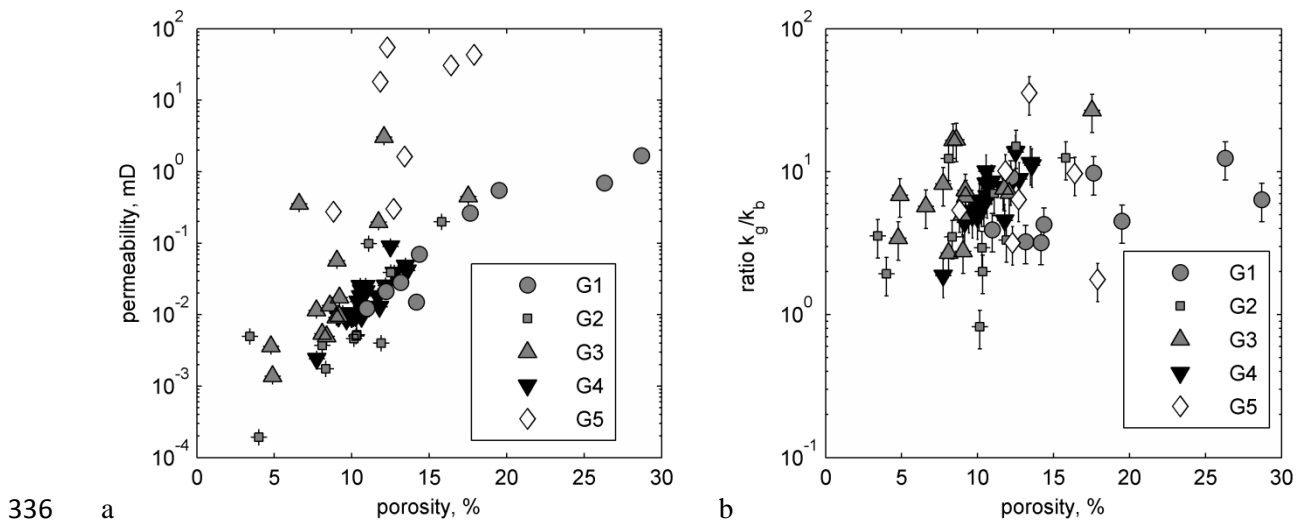 10^2
10^1
10^0
10^-1
10^-2
10^-3
10^-4
permeability, mD
0 5 10 15 20 25 30
porosity, %
G1
G2
G3
G4
G5
10^2
10^1
10^0
10^-1
ratio k_g/k_b
0 5 10 15 20 25 30
porosity, %
G1
G2
G3
G4
G5
336 a b